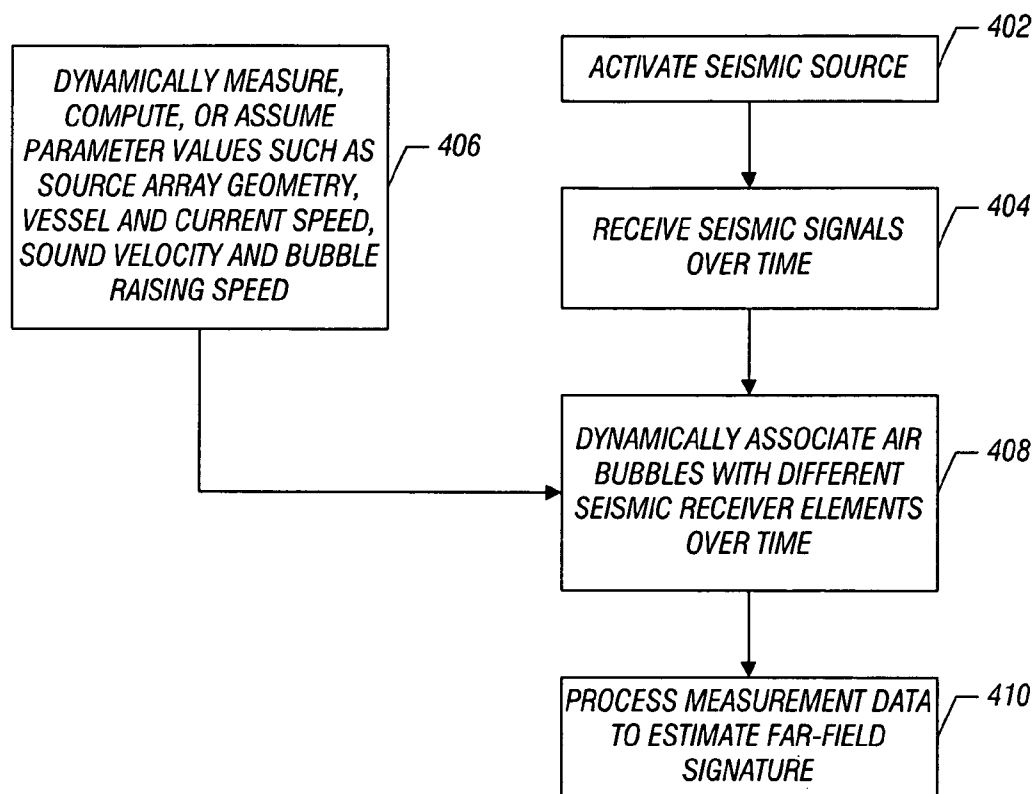 ACTIVATE SEISMIC SOURCE
402
DYNAMICALLY MEASURE,
COMPUTE, OR ASSUME
PARAMETER VALUES SUCH AS
SOURCE ARRAY GEOMETRY,
VESSEL AND CURRENT SPEED,
SOUND VELOCITY AND BUBBLE
RAISING SPEED
406
RECEIVE SEISMIC SIGNALS
OVER TIME
404
DYNAMICALLY ASSOCIATE AIR
BUBBLES WITH DIFFERENT
SEISMIC RECEIVER ELEMENTS
OVER TIME
408
PROCESS MEASUREMENT DATA
TO ESTIMATE FAR-FIELD
SIGNATURE
410